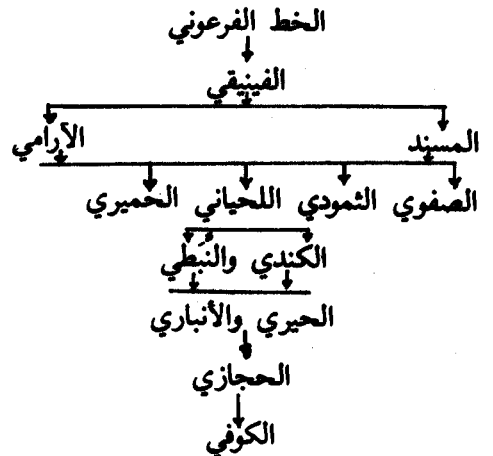 الخط الفرعوني
الفينيقي
المسند الآرامي
الصفوي الثمودي اللحياني الحميري
الكندي والنبطي
الحيري والأنباري
الحجازي
الكوفي